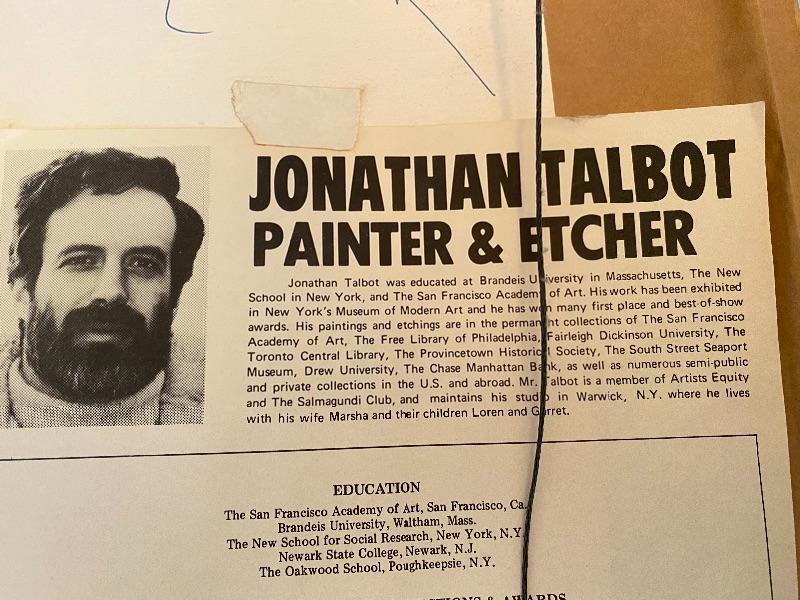 JONATHAN TALBOT
PAINTER & ETCHER
Jonathan Talbot was educated at Brandeis University in Massachusetts, The New
School in New York, and The San Francisco Academy of Art. His work has been exhibited
in New York's Museum of Modern Art and he has won many first place and best-of-show
awards. His paintings and etchings are in the permanent collections of The San Francisco
Academy of Art, The Free Library of Philadelphia, Fairleigh Dickinson University, The
Toronto Central Library, The Provincetown Historical Society, The South Street Seaport
Museum, Drew University, The Chase Manhattan Bank, as well as numerous semi-public
and private collections in the U.S. and abroad. Mr. Talbot is a member of Artists Equity
and The Salmagundi Club, and maintains his studio in Warwick, N.Y. where he lives
with his wife Marsha and their children Loren and Garret.
EDUCATION
The San Francisco Academy of Art, San Francisco, Ca.
Brandeis University, Waltham, Mass.
The New School for Social Research, New York, N.Y.
Newark State College, Newark, N.J.
The Oakwood School, Poughkeepsie, N.Y.
& AWARDS